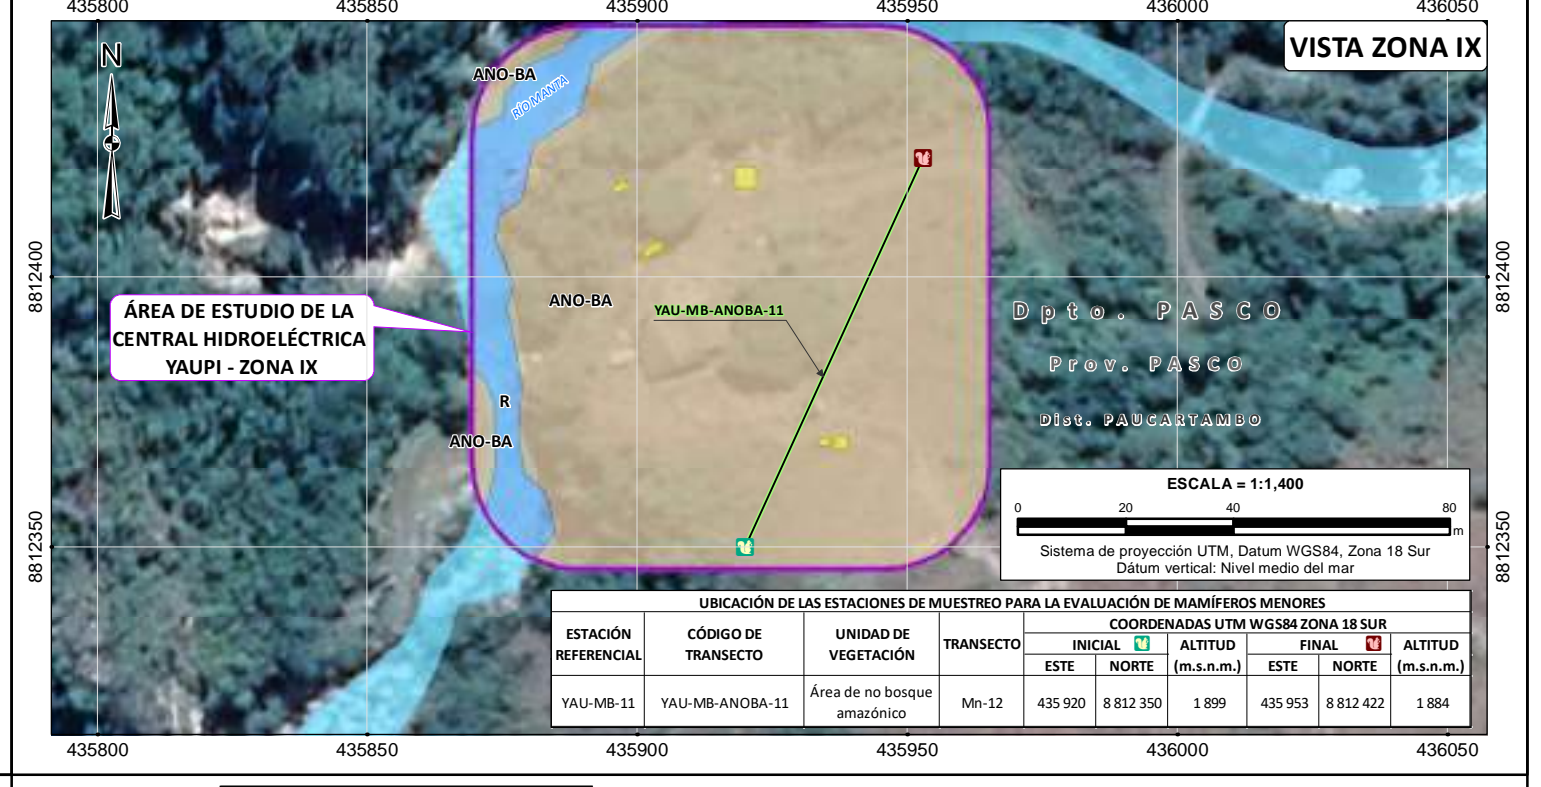 435800 435850 435900 435950 436000 436050
VISTA ZONA IX
N
ANO-BA
RÍO MANTA
8812400
8812400
ANO-BA
YAU-MB-ANOBA-11
ÁREA DE ESTUDIO DE LA
CENTRAL HIDROELÉCTRICA
YAUPI - ZONA IX
Dpto. PASCO
Prov. PASCO
Dist. PAUCARTAMBO
R
ANO-BA
ESCALA = 1:1,400
0 20 40 80
m
Sistema de proyección UTM, Datum WGS84, Zona 18 Sur
Dátum vertical: Nivel medio del mar
8812350
8812350
UBICACIÓN DE LAS ESTACIONES DE MUESTREO PARA LA EVALUACIÓN DE MAMÍFEROS MENORES
ESTACIÓN REFERENCIAL
CÓDIGO DE TRANSECTO
UNIDAD DE VEGETACIÓN
TRANSECTO
COORDENADAS UTM WGS84 ZONA 18 SUR
INICIAL ALTITUD (m.s.n.m.) FINAL ALTITUD (m.s.n.m.)
ESTE NORTE ESTE NORTE
YAU-MB-11 YAU-MB-ANOBA-11 Área de no bosque amazónico Mn-12 435 920 8 812 350 1 899 435 953 8 812 422 1 884
435800 435850 435900 435950 436000 436050